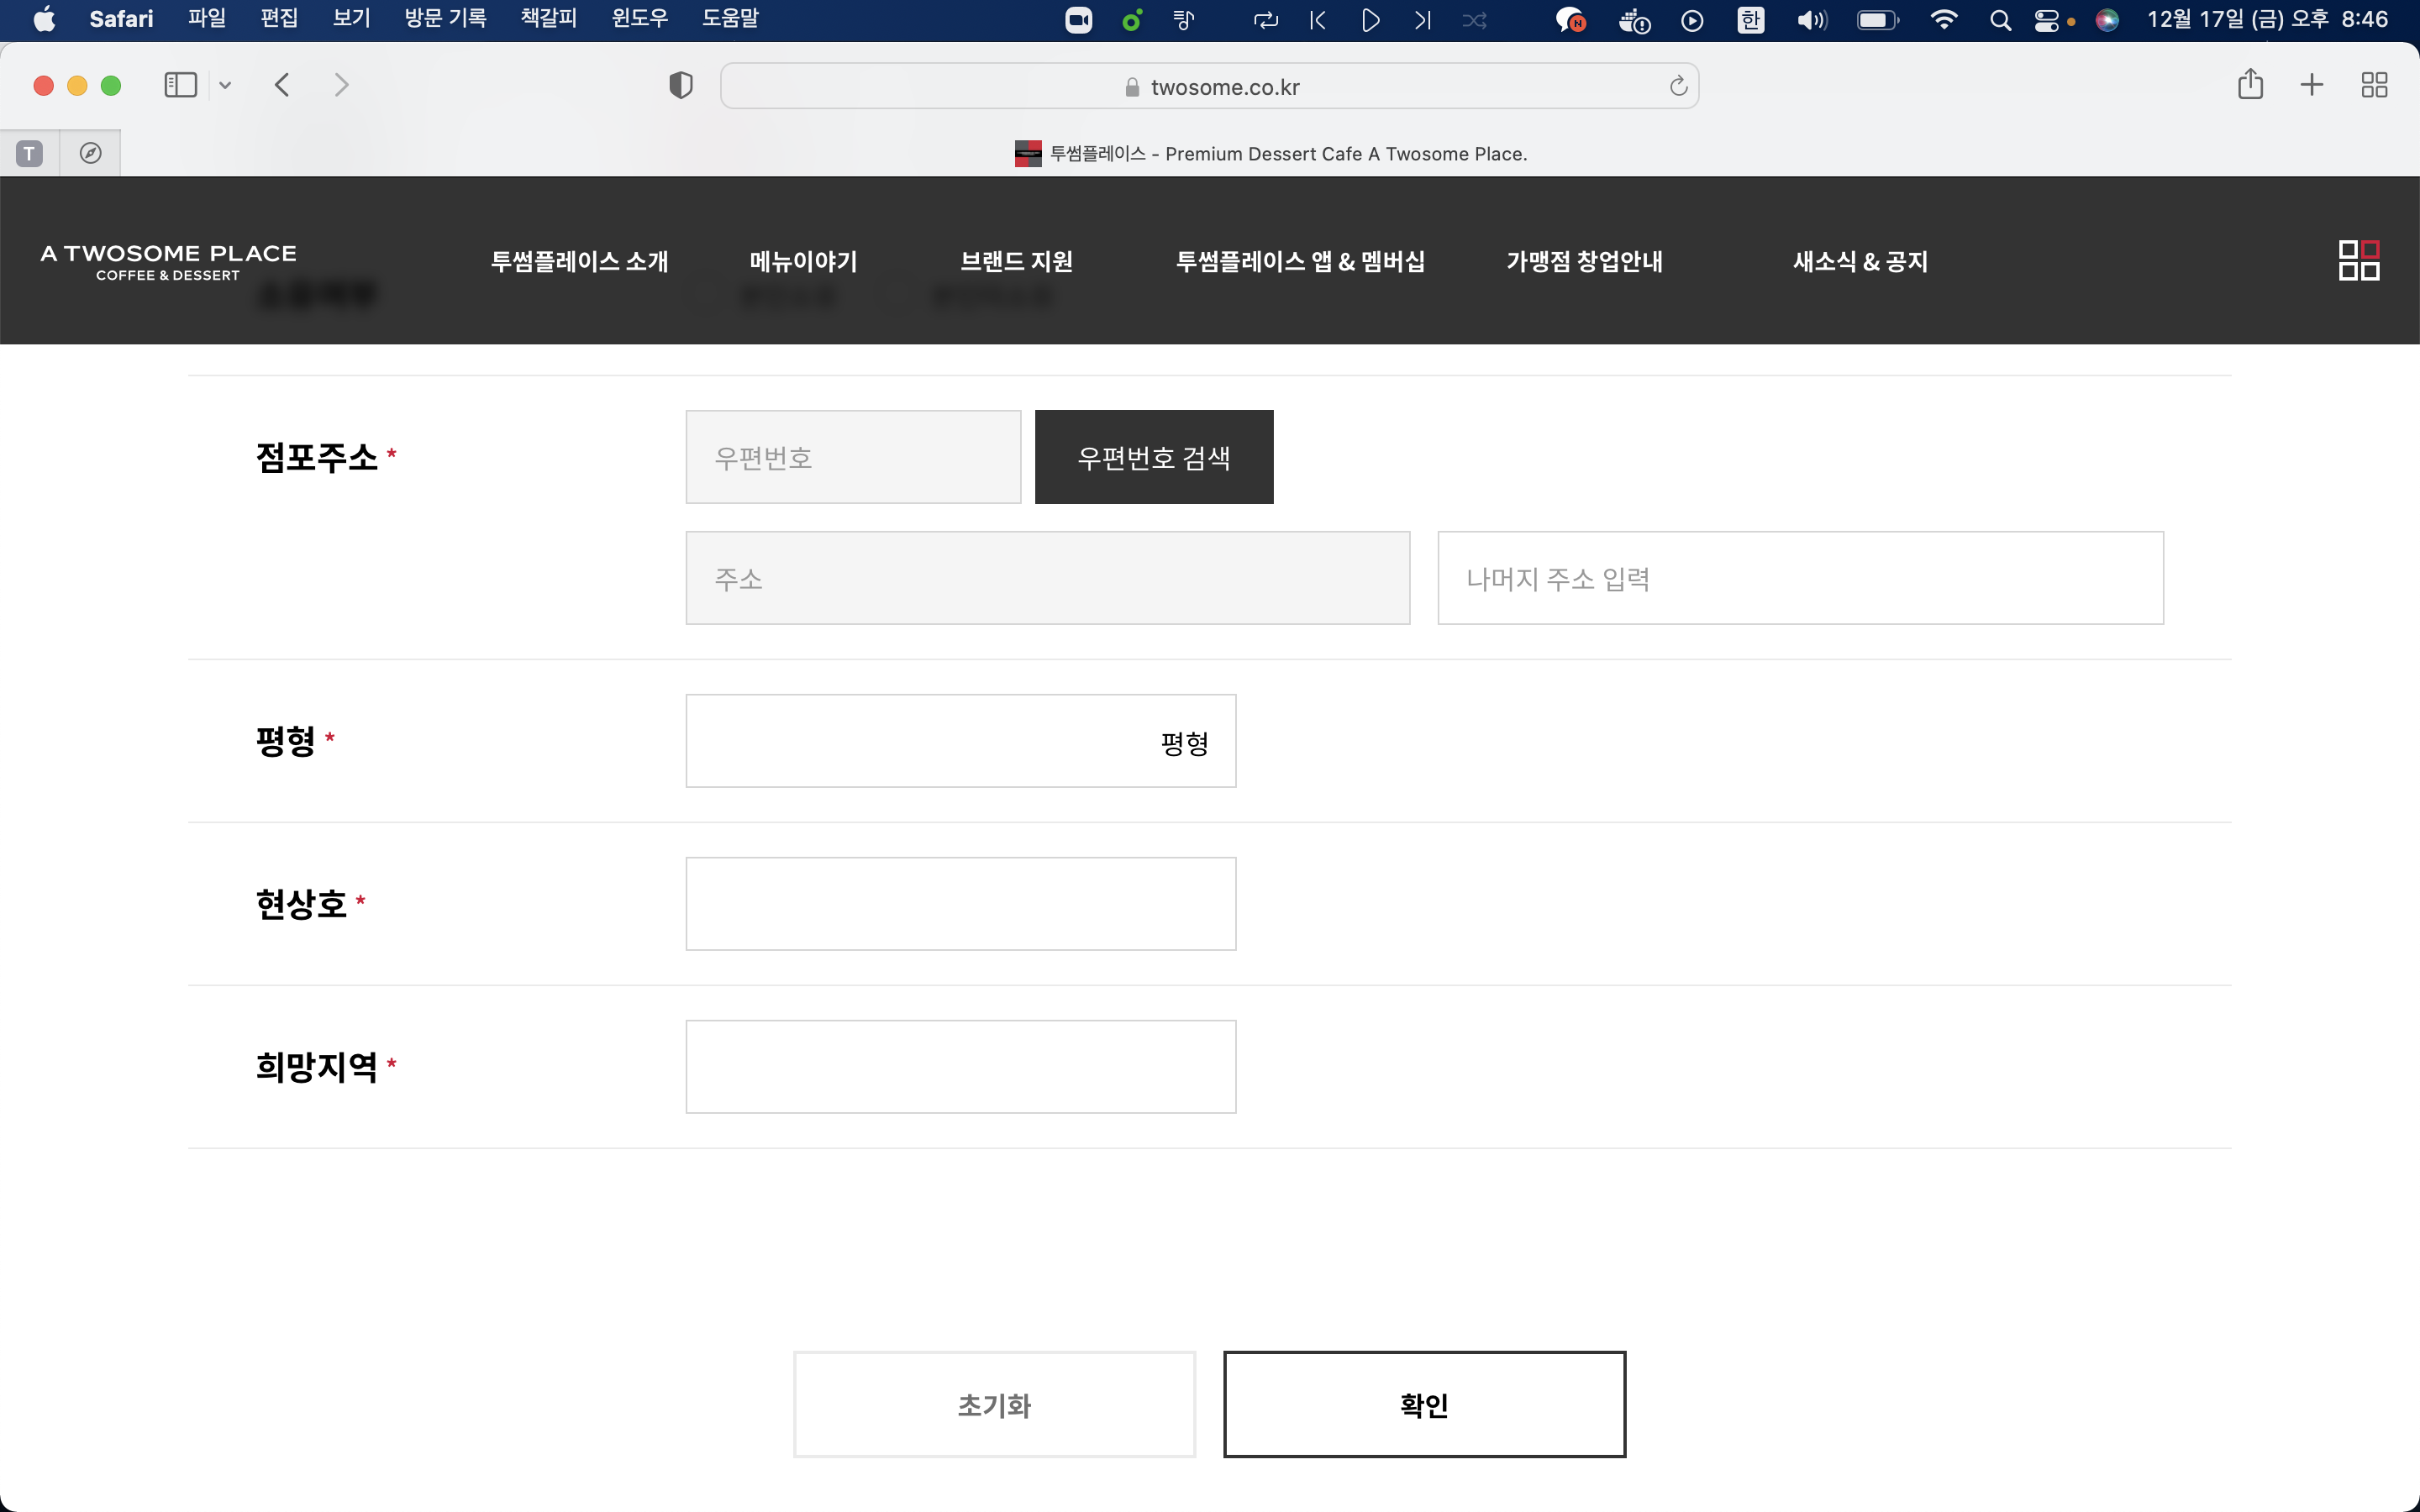 Safari 파일 편집 보기 방문 기록 책갈피 윈도우 도움말 N 한 12월 17일 (금) 오후 8:46
twosome.co.kr
T 투썸플레이스 - Premium Dessert Cafe A Twosome Place.
A TWOSOME PLACE
COFFEE & DESSERT
투썸플레이스 소개 메뉴이야기 브랜드 지원 투썸플레이스 앱 & 멤버십 가맹점 창업안내 새소식 & 공지
점포주소 * 우편번호 우편번호 검색
주소 나머지 주소 입력
평형 * 평형
현상호 *
희망지역 *
초기화 확인